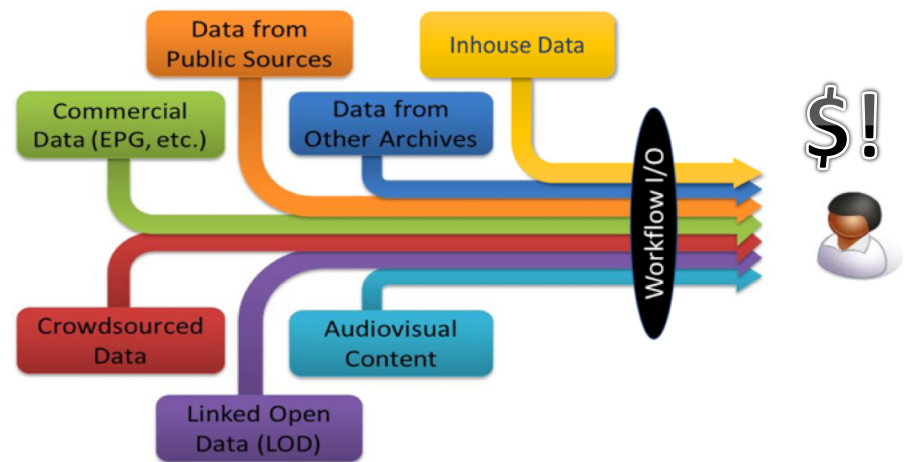 Data from
Public Sources
Inhouse Data
Commercial
Data (EPG, etc.)
Data from
Other Archives
Workflow I/O
$!
Crowdsourced
Data
Audiovisual
Content
Linked Open
Data (LOD)